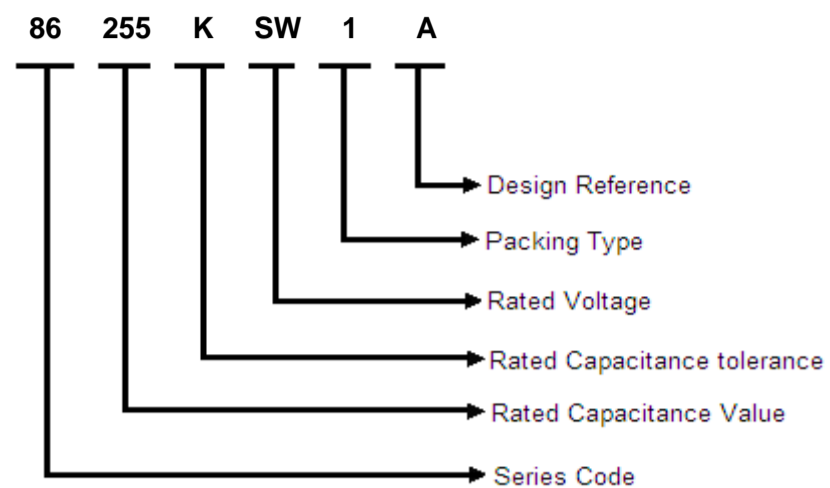 86 255 K SW 1 A
Design Reference
Packing Type
Rated Voltage
Rated Capacitance tolerance
Rated Capacitance Value
Series Code